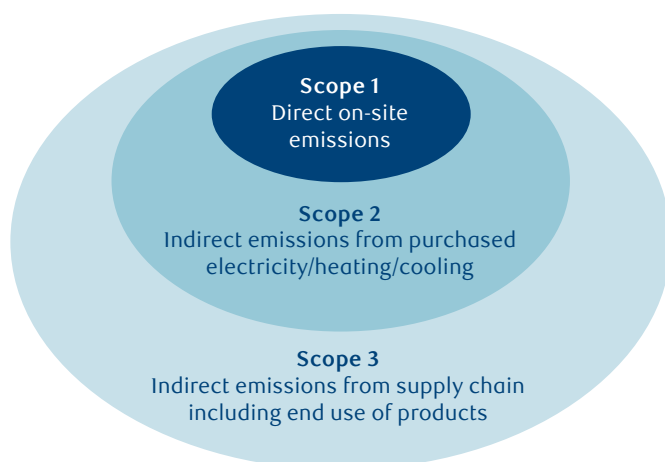 Scope 1
Direct on-site
emissions
Scope 2
Indirect emissions from purchased
electricity/heating/cooling
Scope 3
Indirect emissions from supply chain
including end use of products